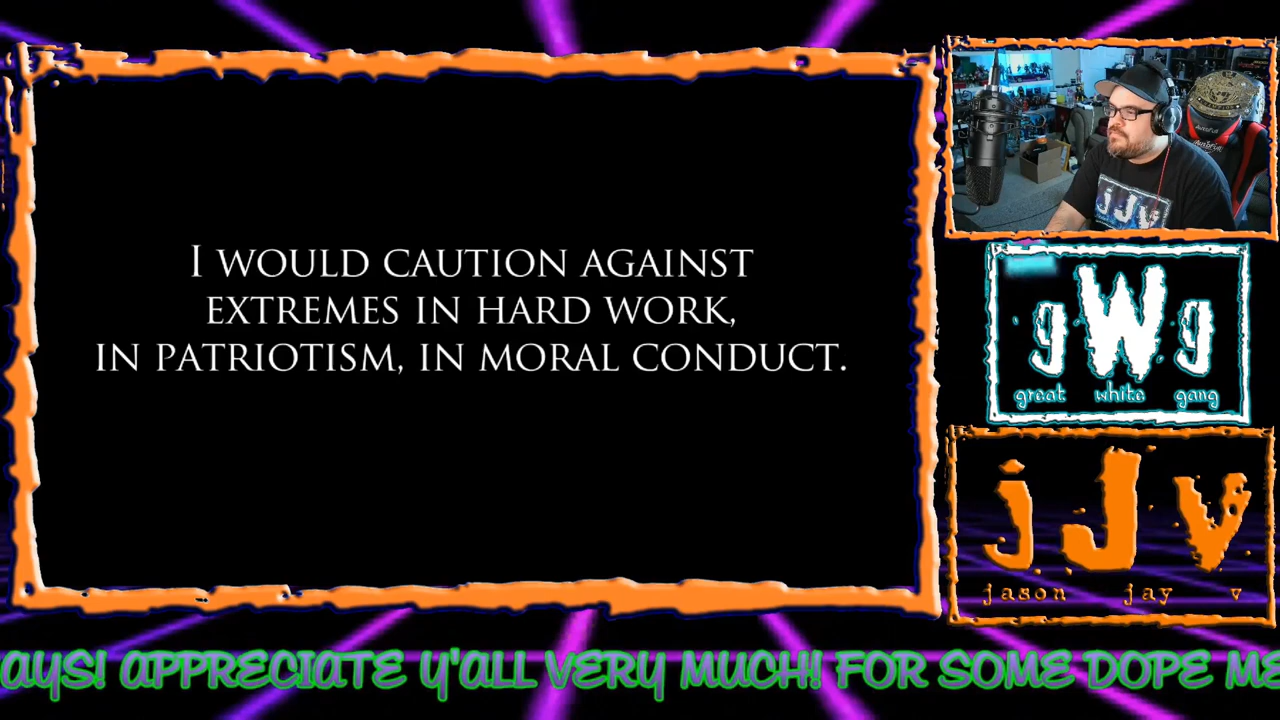 I WOULD CAUTION AGAINST
EXTREMES IN HARD WORK,
IN PATRIOTISM, IN MORAL CONDUCT.
jJv
gWg
great white gang
jJv
jason jay v
AYS! APPRECIATE Y'ALL VERY MUCH! FOR SOME DOPE ME